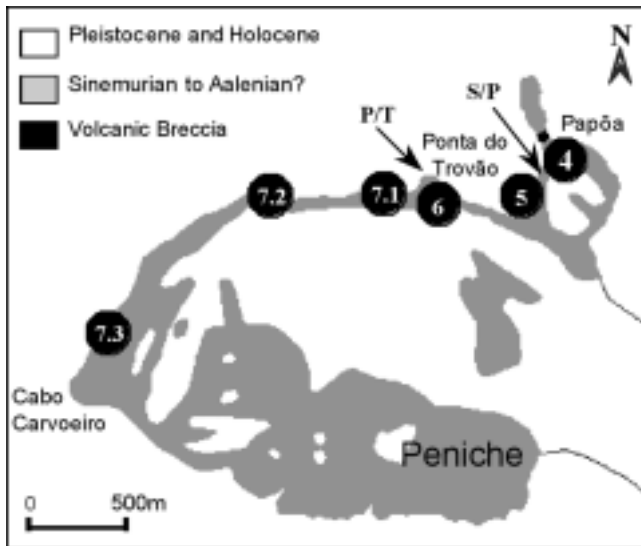 Pleistocene and Holocene
Sinemurian to Aalenian?
Volcanic Breccia
N
S/P
P/T
Ponta do
Trovão
Papôa
4
5
6
7.1
7.2
7.3
Cabo
Carvoeiro
Peniche
0 500m